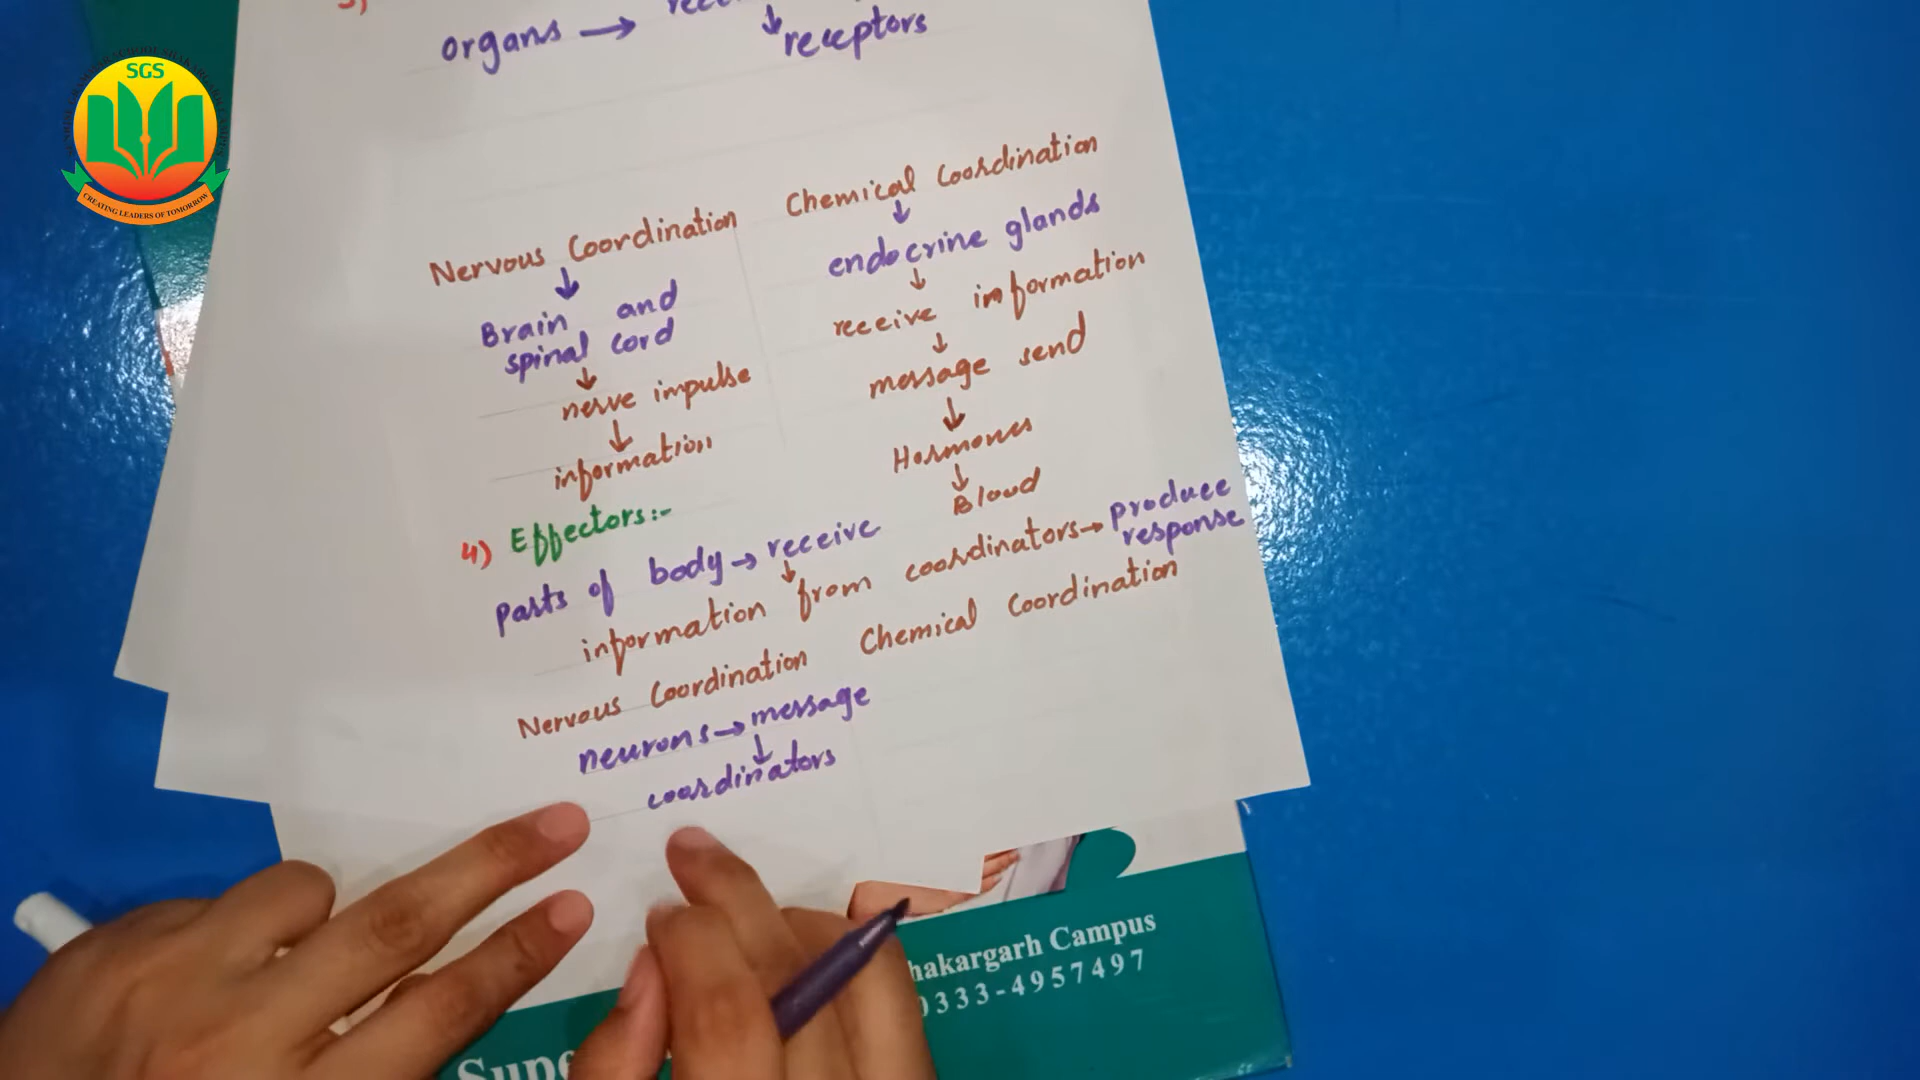 SGS
CREATING LEADERS OF TOMORROW
organs →
↓
receptors
Nervous Coordination
↓
Brain and
spinal cord
↓
nerve impulse
↓
information
Chemical Coordination
↓
endocrine glands
↓
receive information
↓
message send
↓
Hormones
↓
Blood
4) Effectors:-
parts of body → receive
↓
information from coordinators → produce
response
Nervous Coordination Chemical Coordination
neurons → message
↓
coordinators
hakargarh Campus
0333-4957497